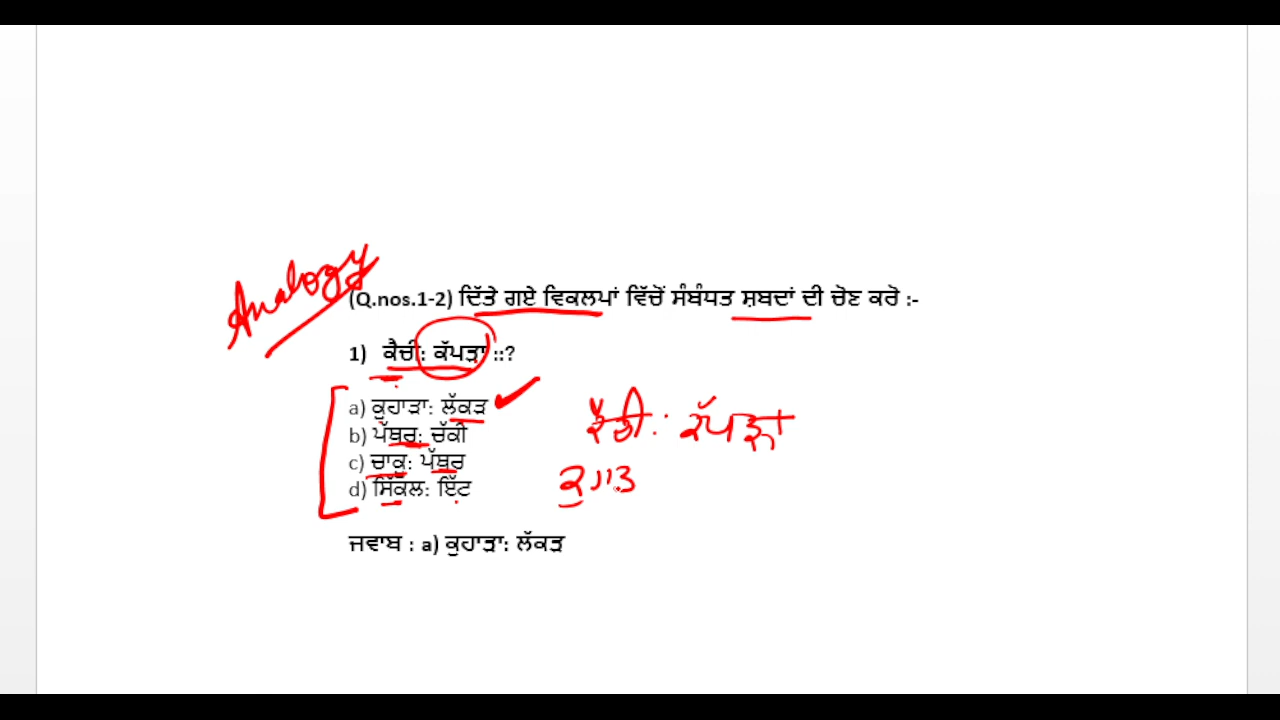 Analogy
(Q.nos.1-2) ਦਿੱਤੇ ਗਏ ਵਿਕਲਪਾਂ ਵਿੱਚੋਂ ਸੰਬੰਧਤ ਸ਼ਬਦਾਂ ਦੀ ਚੋਣ ਕਰੋ :-
1) ਕੈਚੀ: ਕੱਪੜਾ ::?
a) ਕੁਹਾੜਾ: ਲੱਕੜ
b) ਪੱਥਰ: ਚੱਕੀ
c) ਚਾਕੂ: ਪੱਥਰ
d) ਸਿੱਕਲ: ਇੱਟ
ਕੈਚੀ: ਕੱਪੜਾ
ਜਵਾਬ : a) ਕੁਹਾੜਾ: ਲੱਕੜ